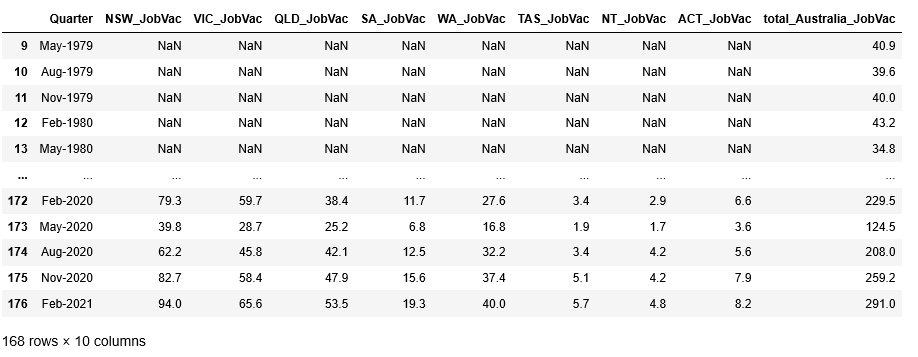 Quarter NSW_JobVac VIC_JobVac QLD_JobVac SA_JobVac WA_JobVac TAS_JobVac NT_JobVac ACT_JobVac total_Australia_JobVac
9 May-1979 NaN NaN NaN NaN NaN NaN NaN NaN 40.9
10 Aug-1979 NaN NaN NaN NaN NaN NaN NaN NaN 39.6
11 Nov-1979 NaN NaN NaN NaN NaN NaN NaN NaN 40.0
12 Feb-1980 NaN NaN NaN NaN NaN NaN NaN NaN 43.2
13 May-1980 NaN NaN NaN NaN NaN NaN NaN NaN 34.8
... ... ... ... ... ... ... ... ... ... ...
172 Feb-2020 79.3 59.7 38.4 11.7 27.6 3.4 2.9 6.6 229.5
173 May-2020 39.8 28.7 25.2 6.8 16.8 1.9 1.7 3.6 124.5
174 Aug-2020 62.2 45.8 42.1 12.5 32.2 3.4 4.2 5.6 208.0
175 Nov-2020 82.7 58.4 47.9 15.6 37.4 5.1 4.2 7.9 259.2
176 Feb-2021 94.0 65.6 53.5 19.3 40.0 5.7 4.8 8.2 291.0
168 rows × 10 columns